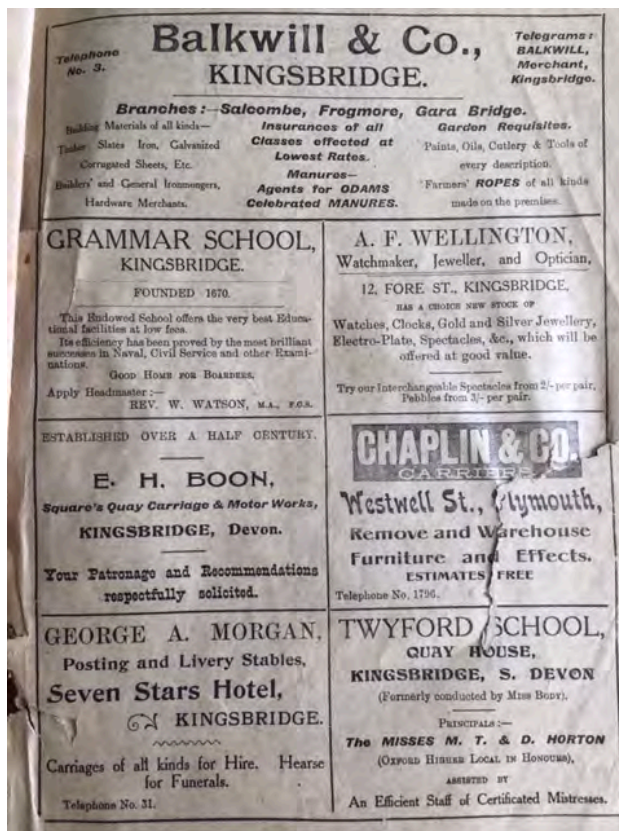 Telephone
No. 3.
Balkwill & Co.,
KINGSBRIDGE.
Telegrams:
BALKWILL,
Merchant,
Kingsbridge.
Branches:—Salcombe, Frogmore, Gara Bridge.
Building Materials of all kinds—
Timber Slates Iron, Galvanized
Corrugated Sheets, Etc.
Builders' and General Ironmongers,
Hardware Merchants.
Insurances of all
Classes effected at
Lowest Rates.
Manures—
Agents for ODAMS
Celebrated MANURES.
Garden Requisites.
Paints, Oils, Cutlery & Tools of
every description.
Farmers' ROPES of all kinds
made on the premises.
GRAMMAR SCHOOL,
KINGSBRIDGE.
FOUNDED 1670.
This Endowed School offers the very best Educa-
tional facilities at low fees.
Its efficiency has been proved by the most brilliant
successes in Naval, Civil Service and other Exami-
nations.
GOOD HOME FOR BOARDERS.
Apply Headmaster:—
REV. W. WATSON, M.A., F.G.S.
A. F. WELLINGTON,
Watchmaker, Jeweller, and Optician,
12, FORE ST., KINGSBRIDGE,
HAS A CHOICE NEW STOCK OF
Watches, Clocks, Gold and Silver Jewellery,
Electro-Plate, Spectacles, &c., which will be
offered at good value.
Try our Interchangeable Spectacles from 2/- per pair,
Pebbles from 3/- per pair.
ESTABLISHED OVER A HALF CENTURY.
E. H. BOON,
Square's Quay Carriage & Motor Works,
KINGSBRIDGE, Devon.
Your Patronage and Recommendations
respectfully solicited.
CHAPLIN & CO.
CARRIERS
Westwell St., Plymouth,
Remove and Warehouse
Furniture and Effects.
ESTIMATES FREE
Telephone No. 1796.
GEORGE A. MORGAN,
Posting and Livery Stables,
Seven Stars Hotel,
KINGSBRIDGE.
Carriages of all kinds for Hire. Hearse
for Funerals.
Telephone No. 31.
TWYFORD SCHOOL,
QUAY HOUSE,
KINGSBRIDGE, S. DEVON
(Formerly conducted by MISS BODY).
PRINCIPALS:—
The MISSES M. T. & D. HORTON
(OXFORD HIGHER LOCAL IN HONOURS),
ASSISTED BY
An Efficient Staff of Certificated Mistresses.